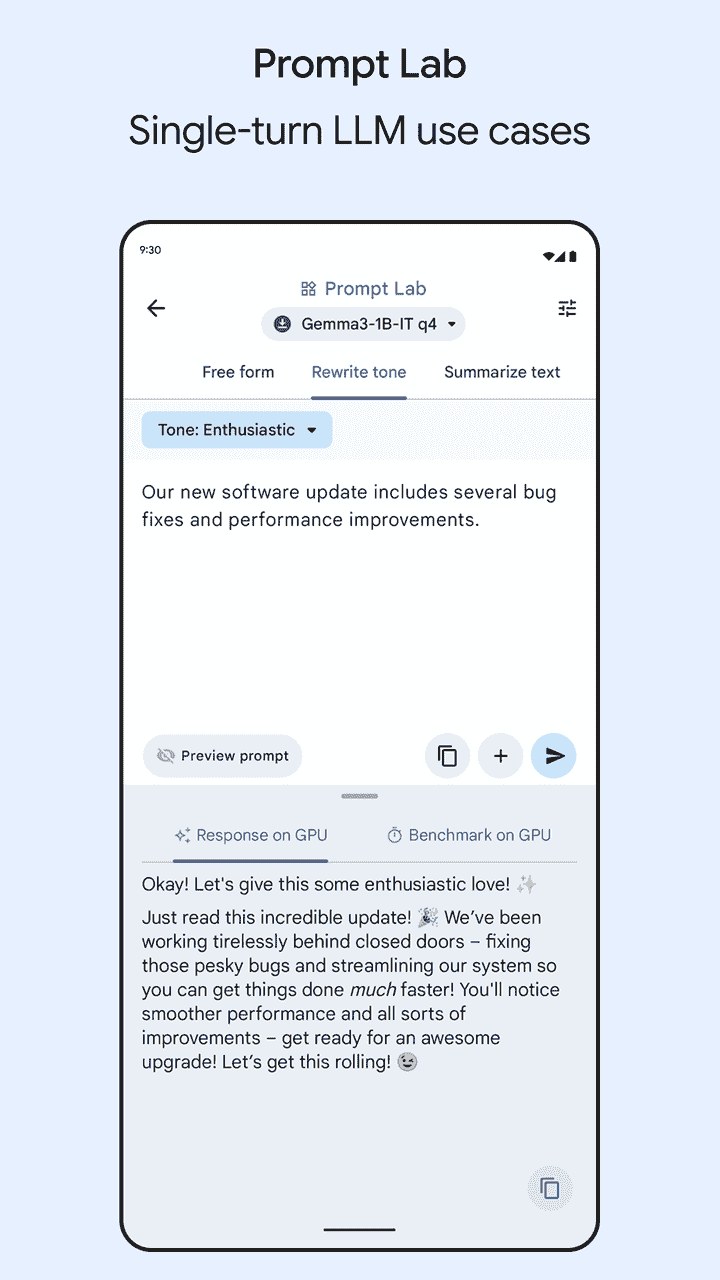 Prompt Lab
Single-turn LLM use cases
9:30
Prompt Lab
Gemma3-1B-IT q4
Free form
Rewrite tone
Summarize text
Tone: Enthusiastic
Our new software update includes several bug
fixes and performance improvements.
Preview prompt
Response on GPU
Benchmark on GPU
Okay! Let's give this some enthusiastic love! ✨
Just read this incredible update! 🎉 We’ve been
working tirelessly behind closed doors – fixing
those pesky bugs and streamlining our system so
you can get things done much faster! You'll notice
smoother performance and all sorts of
improvements – get ready for an awesome
upgrade! Let’s get this rolling! 😉